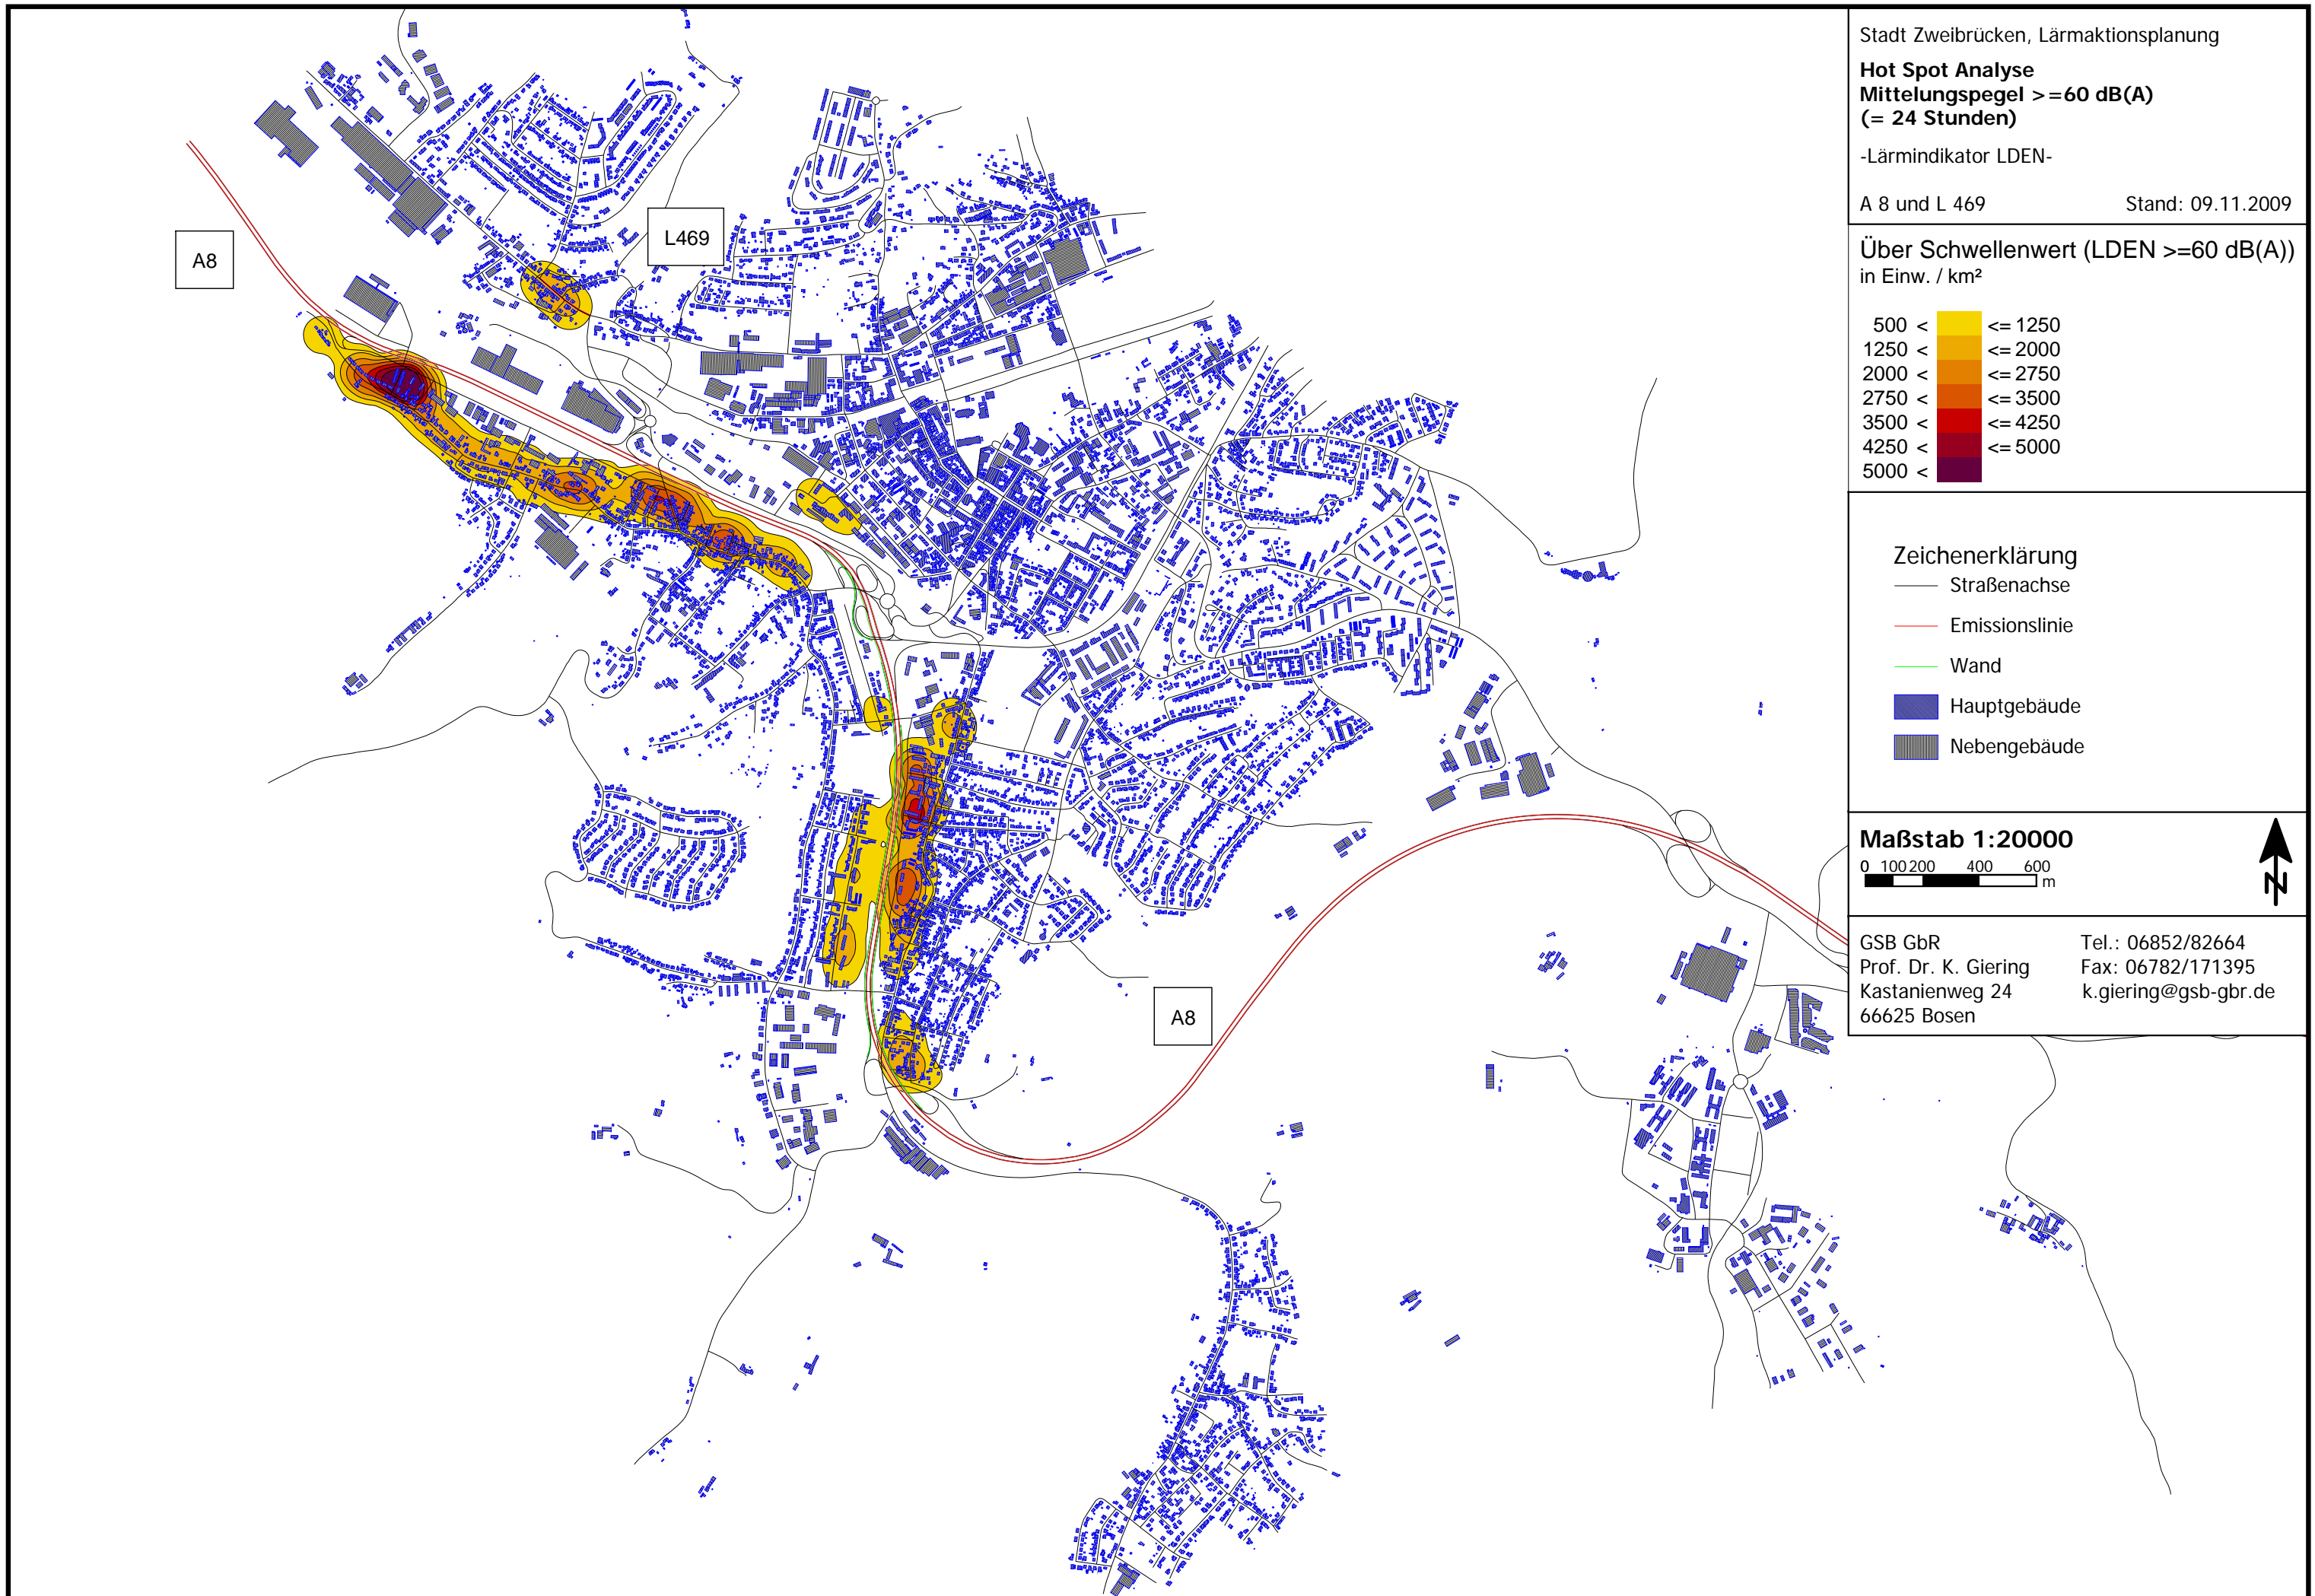 Stadt Zweibrücken, Lärmaktionsplanung
Hot Spot Analyse
Mittelungspegel >=60 dB(A)
(= 24 Stunden)
-Lärmindikator LDEN-
A 8 und L 469 Stand: 09.11.2009
Über Schwellenwert (LDEN >=60 dB(A))
in Einw. / km²
500 < <= 1250
1250 < <= 2000
2000 < <= 2750
2750 < <= 3500
3500 < <= 4250
4250 < <= 5000
5000 <
Zeichenerklärung
Straßenachse
Emissionslinie
Wand
Hauptgebäude
Nebengebäude
Maßstab 1:20000
0 100 200 400 600
m
N
GSB GbR Tel.: 06852/82664
Prof. Dr. K. Giering Fax: 06782/171395
Kastanienweg 24 k.giering@gsb-gbr.de
66625 Bosen
L469
A8
A8